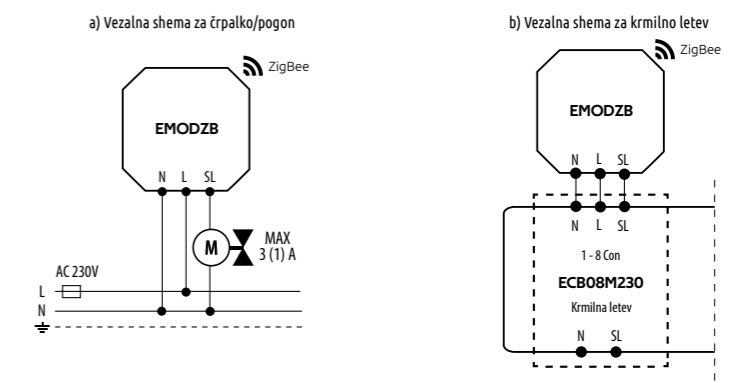 a) Vezalna shema za črpalko/pogon
ZigBee
EMODZB
N L SL
M
MAX
3 (1) A
AC 230V
L
N
b) Vezalna shema za krmilno letev
ZigBee
EMODZB
N L SL
N L SL
1 - 8 Con
ECB08M230
Krmilna letev
N SL